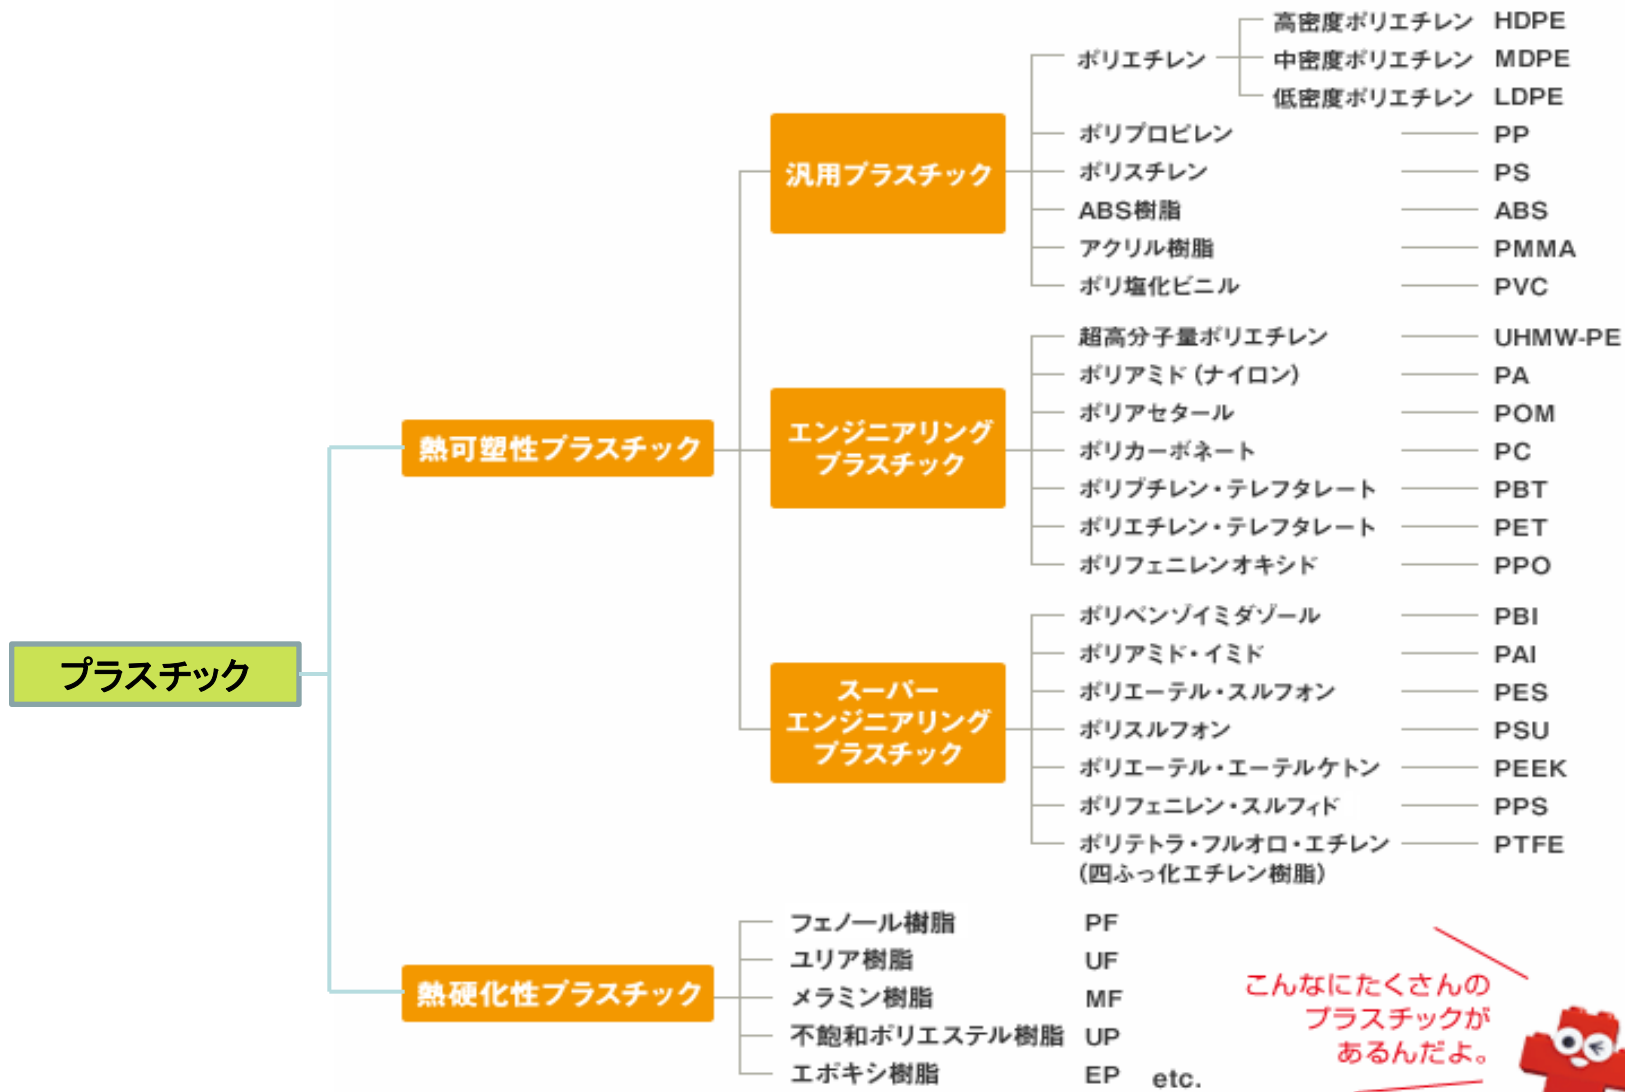 高密度ポリエチレン HDPE
ポリエチレン 中密度ポリエチレン MDPE
低密度ポリエチレン LDPE
ポリプロピレン PP
汎用プラスチック ポリスチレン PS
ABS樹脂 ABS
アクリル樹脂 PMMA
ポリ塩化ビニル PVC
超高分子量ポリエチレン UHMW-PE
ポリアミド(ナイロン) PA
ポリアセタール POM
熱可塑性プラスチック
エンジニアリング
プラスチック
ポリカーボネート PC
ポリブチレン・テレフタレート PBT
ポリエチレン・テレフタレート PET
ポリフェニレンオキシド PPO
ポリベンゾイミダゾール PBI
ポリアミド・イミド PAI
プラスチック
スーパー
エンジニアリング
プラスチック
ポリエーテル・スルフォン PES
ポリスルフォン PSU
ポリエーテル・エーテルケトン PEEK
ポリフェニレン・スルフィド PPS
ポリテトラ・フルオロ・エチレン PTFE
(四ふっ化エチレン樹脂)
フェノール樹脂 PF
ユリア樹脂 UF
熱硬化性プラスチック メラミン樹脂 MF
不飽和ポリエステル樹脂 UP
エポキシ樹脂 EP etc.
こんなにたくさんの
プラスチックが
あるんだよ。